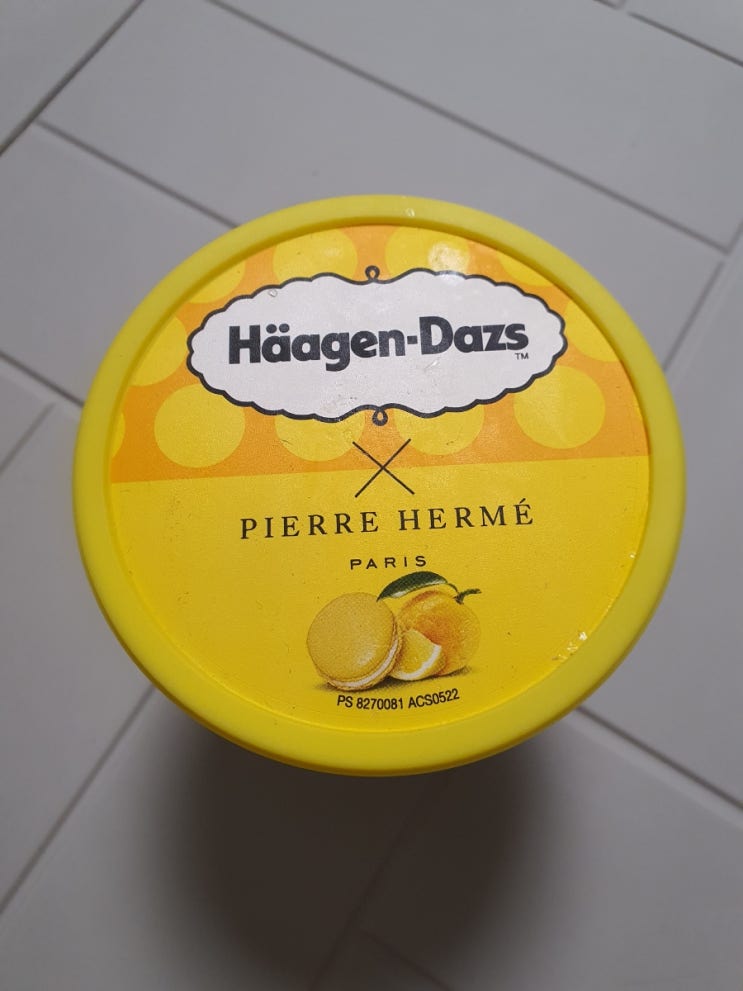 Häagen-Dazs
TM
PIERRE HERMÉ
PARIS
PS 8270081 ACS0522